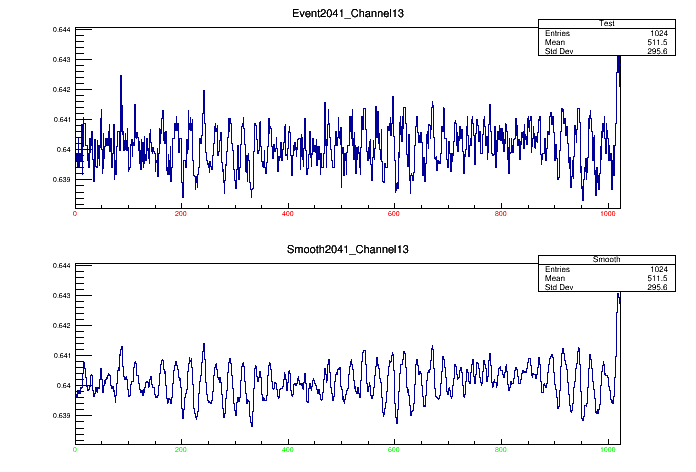 Event2041_Channel13
Test
Entries 1024
Mean 511.5
Std Dev 295.6
0.644
0.643
0.642
0.641
0.64
0.639
0 200 400 600 800 1000
Smooth2041_Channel13
Smooth
Entries 1024
Mean 511.5
Std Dev 295.6
0.644
0.643
0.642
0.641
0.64
0.639
0 200 400 600 800 1000